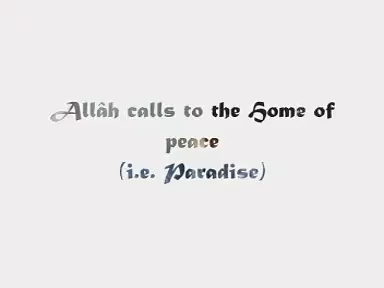 Allâh calls to the Home of
peace
(i.e. Paradise)